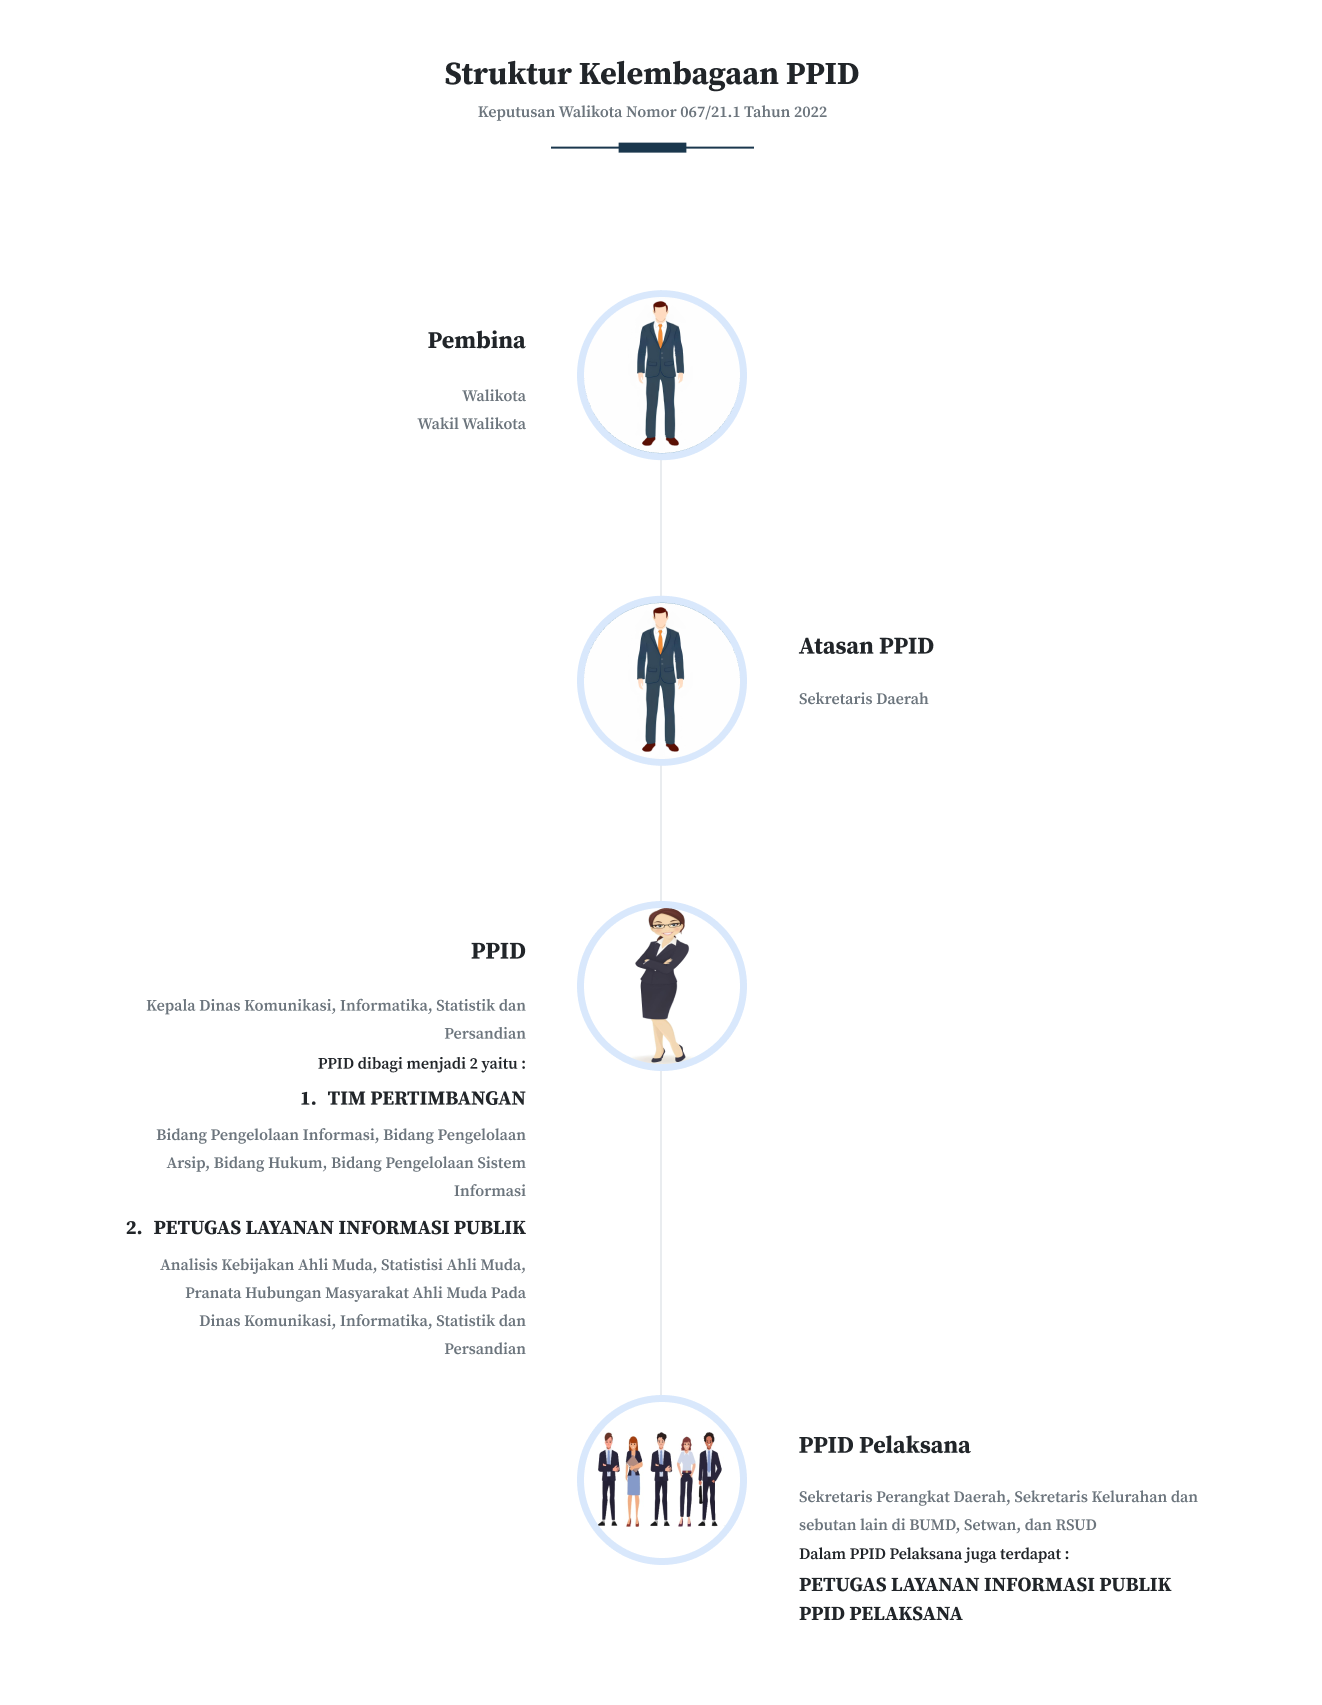 Struktur Kelembagaan PPID
Keputusan Walikota Nomor 067/21.1 Tahun 2022
Pembina
Walikota
Wakil Walikota
Atasan PPID
Sekretaris Daerah
PPID
Kepala Dinas Komunikasi, Informatika, Statistik dan
Persandian
PPID dibagi menjadi 2 yaitu :
1. TIM PERTIMBANGAN
Bidang Pengelolaan Informasi, Bidang Pengelolaan
Arsip, Bidang Hukum, Bidang Pengelolaan Sistem
Informasi
2. PETUGAS LAYANAN INFORMASI PUBLIK
Analisis Kebijakan Ahli Muda, Statistisi Ahli Muda,
Pranata Hubungan Masyarakat Ahli Muda Pada
Dinas Komunikasi, Informatika, Statistik dan
Persandian
PPID Pelaksana
Sekretaris Perangkat Daerah, Sekretaris Kelurahan dan
sebutan lain di BUMD, Setwan, dan RSUD
Dalam PPID Pelaksana juga terdapat :
PETUGAS LAYANAN INFORMASI PUBLIK
PPID PELAKSANA